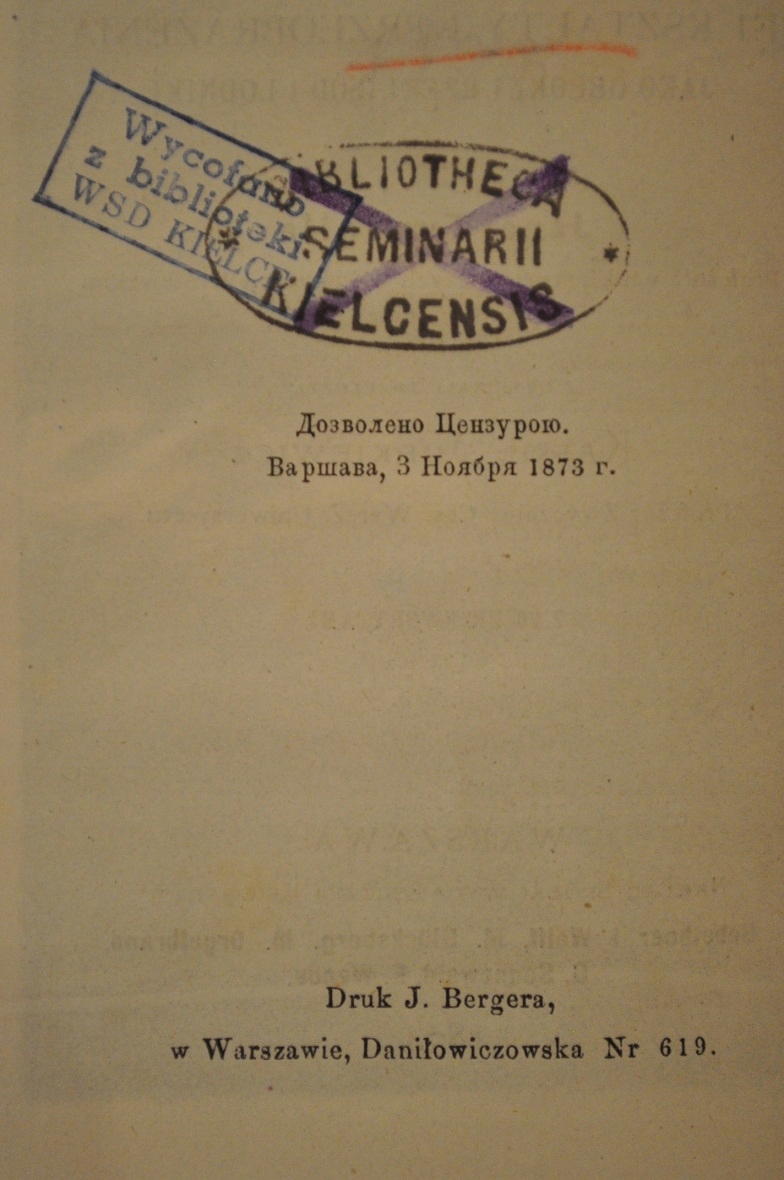 Wycofano
z biblioteki
WSD KIELCE
BIBLIOTHECA
SEMINARII
KIELCENSIS
Дозволено Цензурою.
Варшава, 3 Ноября 1873 г.
Druk J. Bergera,
w Warszawie, Daniłowiczowska Nr 619.